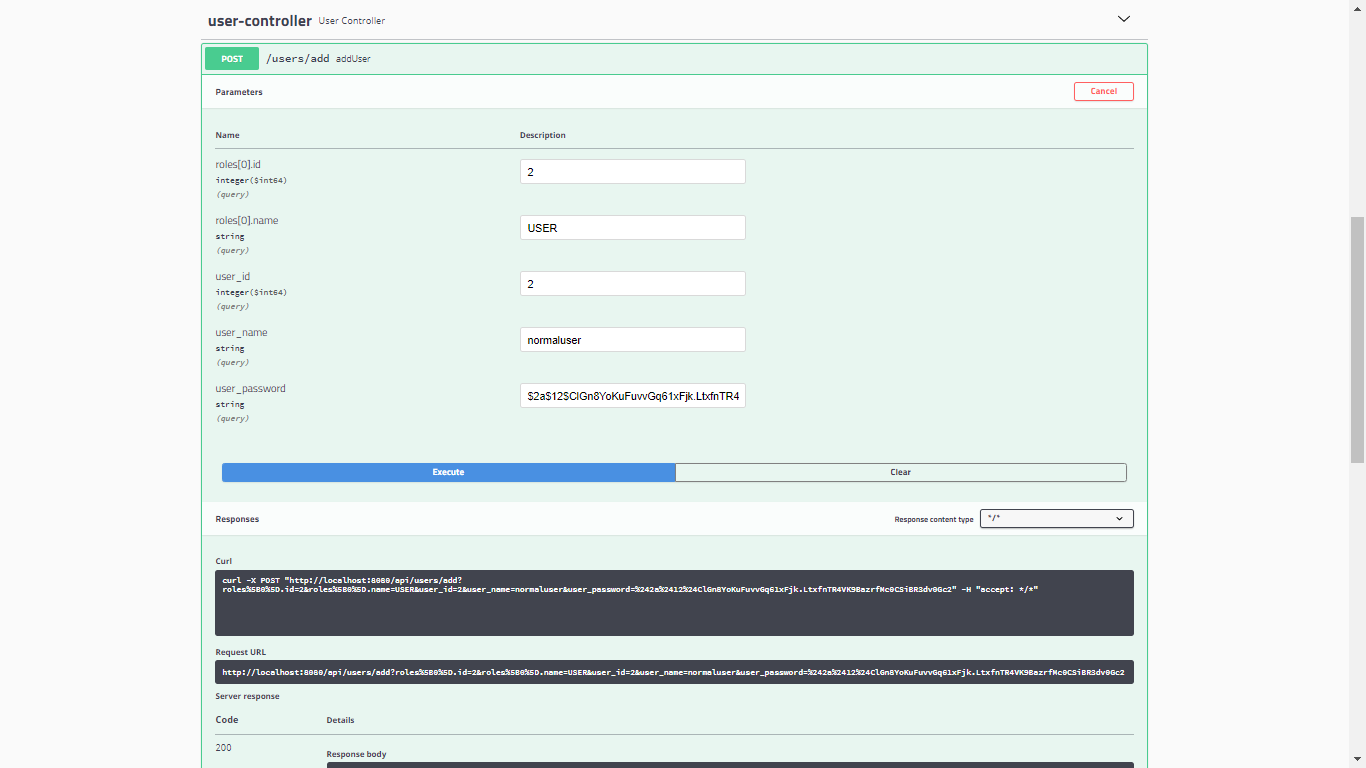 user-controller User Controller
POST /users/add addUser
Parameters Cancel
Name Description
roles[0].id
integer($int64)
(query)
2
roles[0].name
string
(query)
USER
user_id
integer($int64)
(query)
2
user_name
string
(query)
normaluser
user_password
string
(query)
$2a$12$ClGn8YoKuFuvvGq61xFjk.LtxfnTR4
Execute Clear
Responses Response content type */*
Curl
curl -X POST "http://localhost:8080/api/users/add?
roles%5B0%5D.id=2&roles%5B0%5D.name=USER&user_id=2&user_name=normaluser&user_password=%242a%2412%24ClGn8YoKuFuvvGq61xFjk.LtxfnTR4VK9BazrfMc0CSiBR3dv0Gc2" -H "accept: */*"
Request URL
http://localhost:8080/api/users/add?roles%5B0%5D.id=2&roles%5B0%5D.name=USER&user_id=2&user_name=normaluser&user_password=%242a%2412%24ClGn8YoKuFuvvGq61xFjk.LtxfnTR4VK9BazrfMc0CSiBR3dv0Gc2
Server response
Code Details
200
Response body